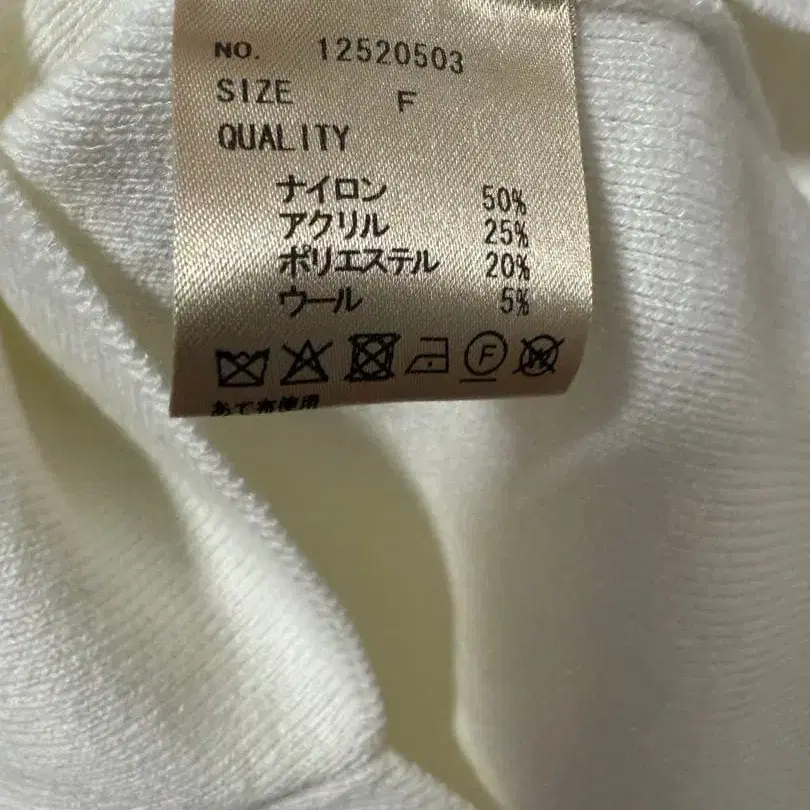 NO. 12520503
SIZE F
QUALITY
ナイロン 50%
アクリル 25%
ポリエステル 20%
ウール 5%
F W
あて布使用